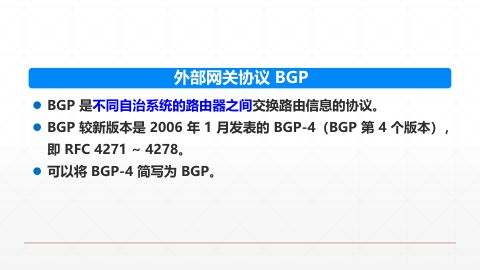 外部网关协议 BGP
BGP 是不同自治系统的路由器之间交换路由信息的协议。
BGP 较新版本是 2006 年 1 月发表的 BGP-4（BGP 第 4 个版本），
即 RFC 4271 ~ 4278。
可以将 BGP-4 简写为 BGP。